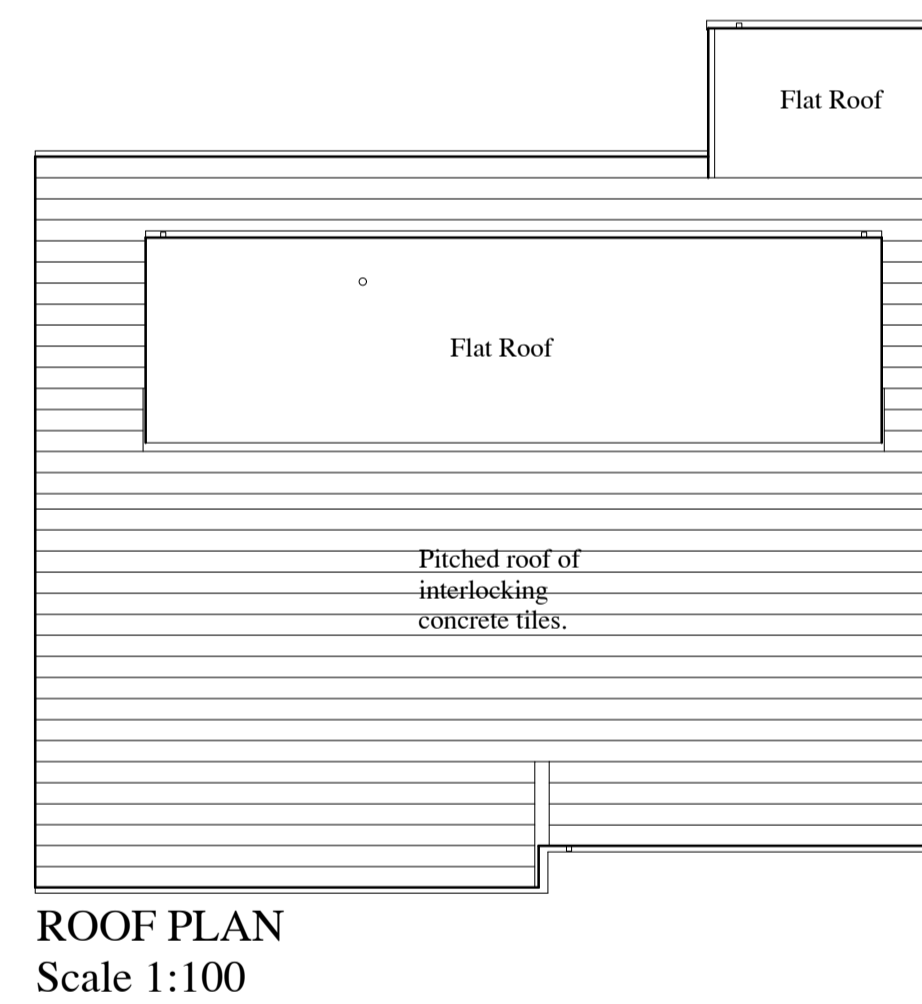 Flat Roof
Flat Roof
Pitched roof of
interlocking
concrete tiles.
ROOF PLAN
Scale 1:100